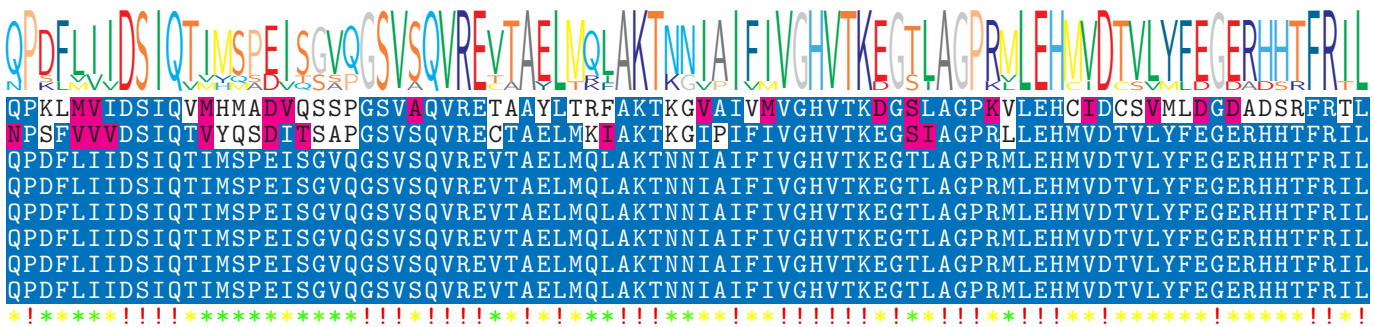 QPDFLIIDSIQTIMSPEISGVQGSVSQVREVTAELMQLAKTNNIAIFIVGHVTKEGTLAGPRMLEHMVDTVLYFEGERHHTFRIL
QPKLMVIDSIQVMHMADVQSSPGSVAQVRETAAYLTRFAKTKGVAIVMVGHVTKDGSLAGPKVLEHCIDCSVMLDGDADSRFRTL
NPSFVVVDSIQTVYQSDITSAPGSVSQVRECTAELMKIAKTKGIPIFIVGHVTKEGSIAGPRLLEHMVDTVLYFEGERHHTFRIL
QPDFLIIDSIQTIMSPEISGVQGSVSQVREVTAELMQLAKTNNIAIFIVGHVTKEGTLAGPRMLEHMVDTVLYFEGERHHTFRIL
QPDFLIIDSIQTIMSPEISGVQGSVSQVREVTAELMQLAKTNNIAIFIVGHVTKEGTLAGPRMLEHMVDTVLYFEGERHHTFRIL
QPDFLIIDSIQTIMSPEISGVQGSVSQVREVTAELMQLAKTNNIAIFIVGHVTKEGTLAGPRMLEHMVDTVLYFEGERHHTFRIL
QPDFLIIDSIQTIMSPEISGVQGSVSQVREVTAELMQLAKTNNIAIFIVGHVTKEGTLAGPRMLEHMVDTVLYFEGERHHTFRIL
QPDFLIIDSIQTIMSPEISGVQGSVSQVREVTAELMQLAKTNNIAIFIVGHVTKEGTLAGPRMLEHMVDTVLYFEGERHHTFRIL
QPDFLIIDSIQTIMSPEISGVQGSVSQVREVTAELMQLAKTNNIAIFIVGHVTKEGTLAGPRMLEHMVDTVLYFEGERHHTFRIL
*!*****!!!!***********!!!*!!!!**!*!***!!!****!**!!!!!!*!**!!!**!!!**!******!*****!!*!